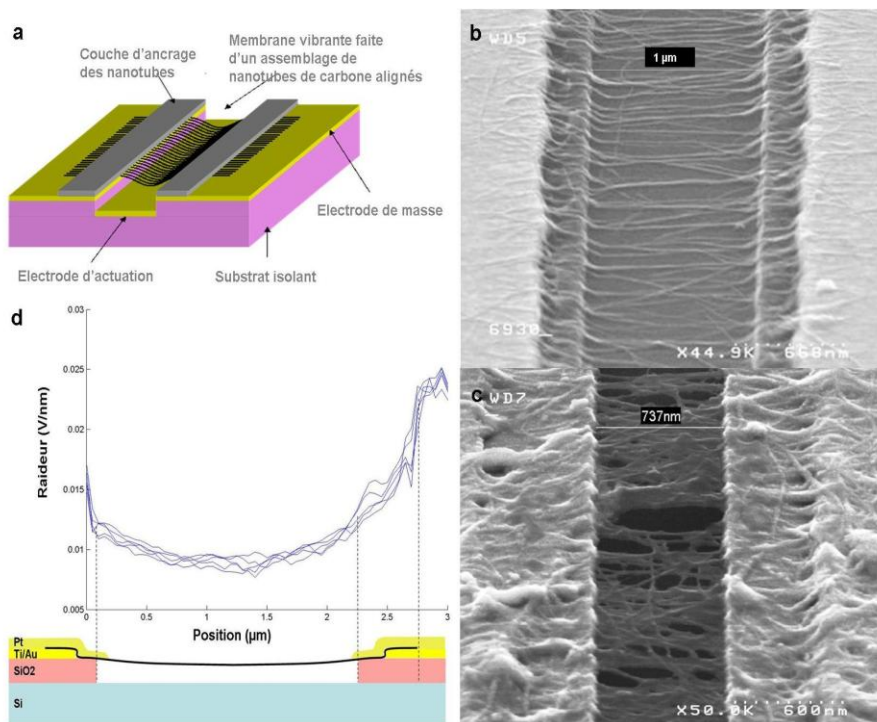 a
Couche d'ancrage
des nanotubes
Membrane vibrante faite
d'un assemblage de
nanotubes de carbone alignés
Electrode de masse
Electrode d'actuation
Substrat isolant
b
WD5
1 µm
6930
X44.9K 668nm
c
WD7
737nm
X50.0K 600nm
d
0.03
0.025
0.02
0.015
0.01
0.005
Raideur (V/nm)
0
0.5
1
1.5
2
2.5
3
Position (µm)
Pt
Ti/Au
SiO2
Si